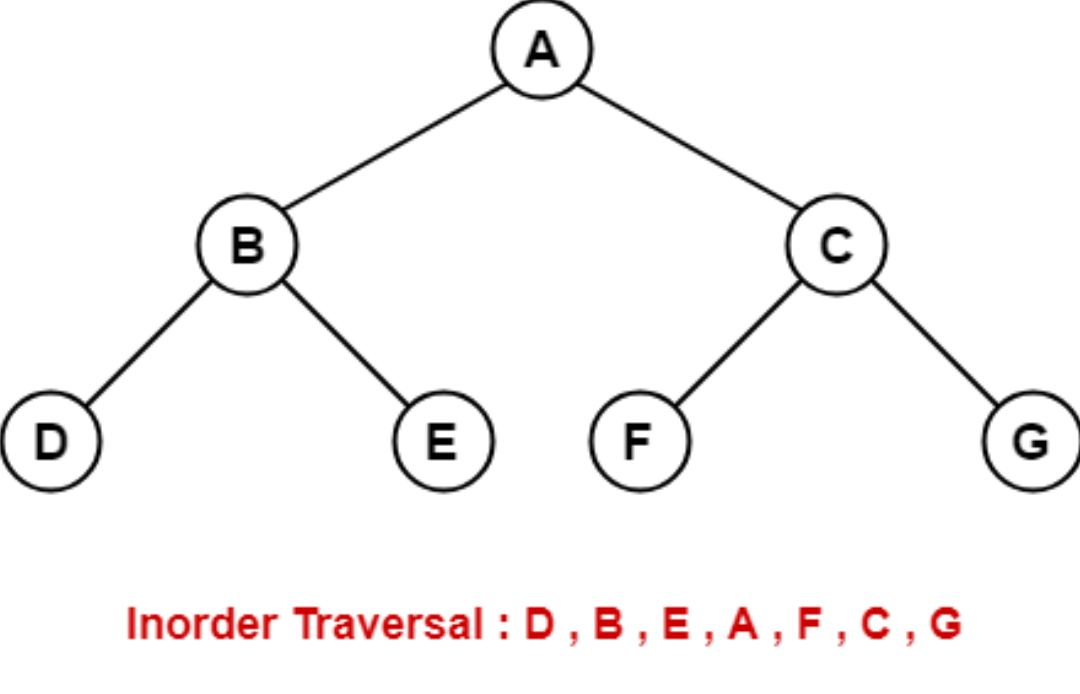 A
B C
D E F G
Inorder Traversal : D , B , E , A , F , C , G